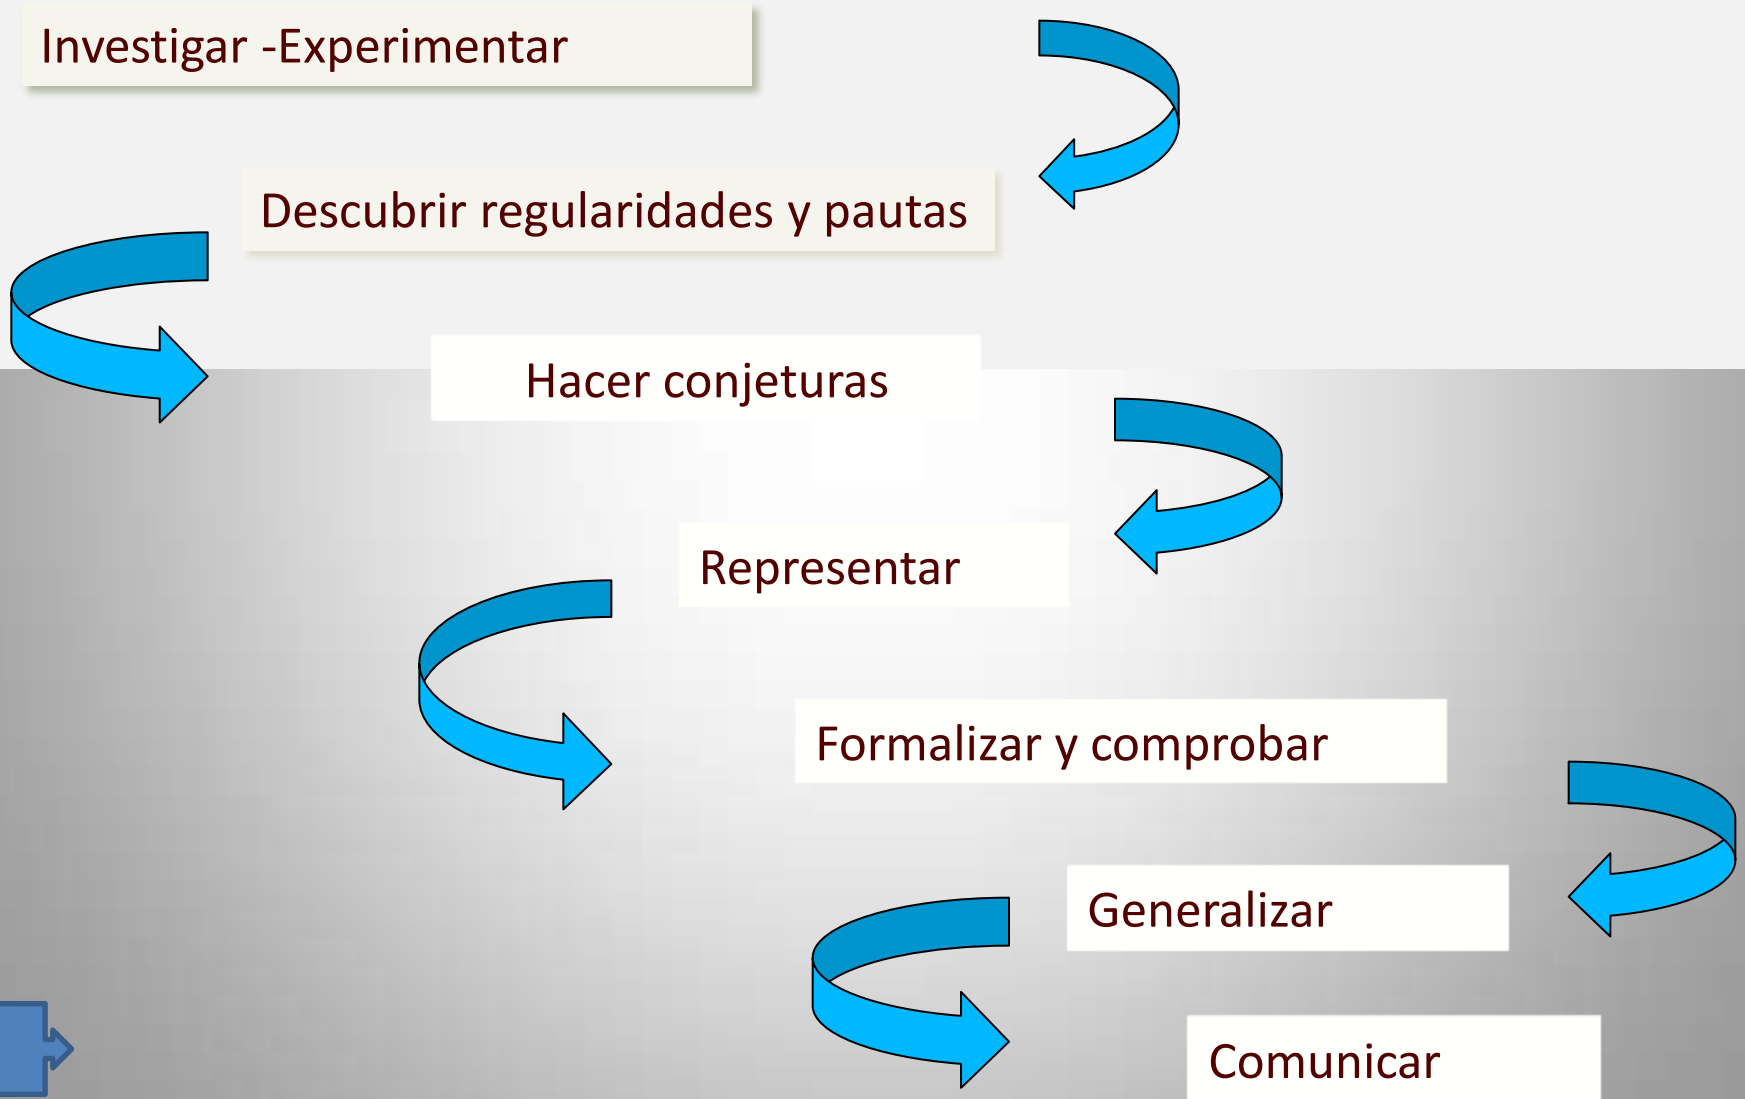 Investigar -Experimentar
Descubrir regularidades y pautas
Hacer conjeturas
Representar
Formalizar y comprobar
Generalizar
Comunicar